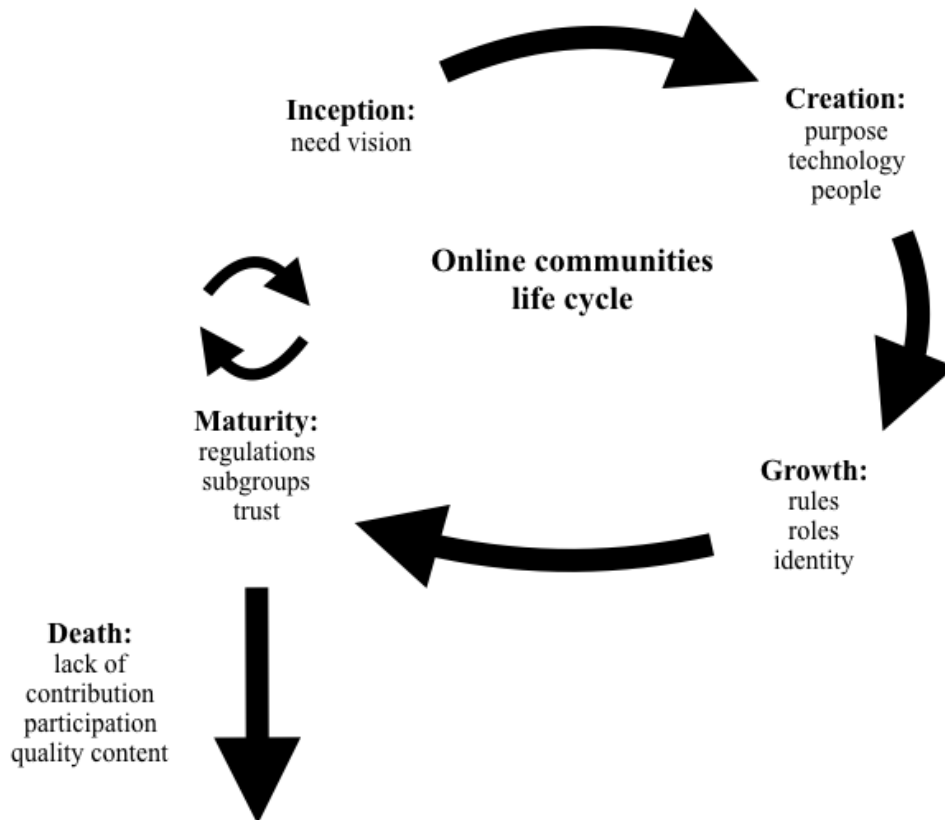 Inception:
need vision
Creation:
purpose
technology
people
Online communities
life cycle
Maturity:
regulations
subgroups
trust
Growth:
rules
roles
identity
Death:
lack of
contribution
participation
quality content